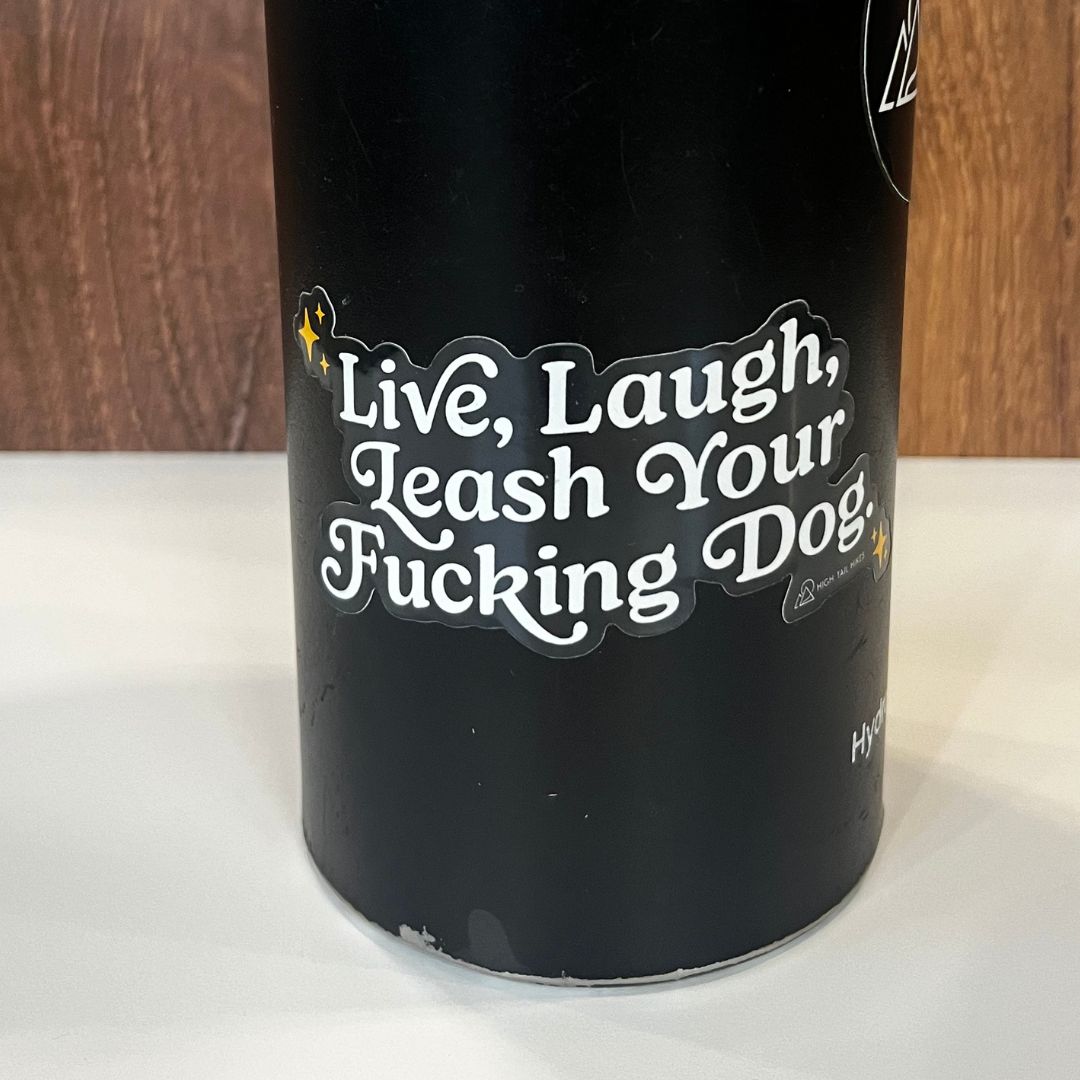 Live, Laugh,
Leash Your
Fucking Dog.
HIGH TAIL HIKES